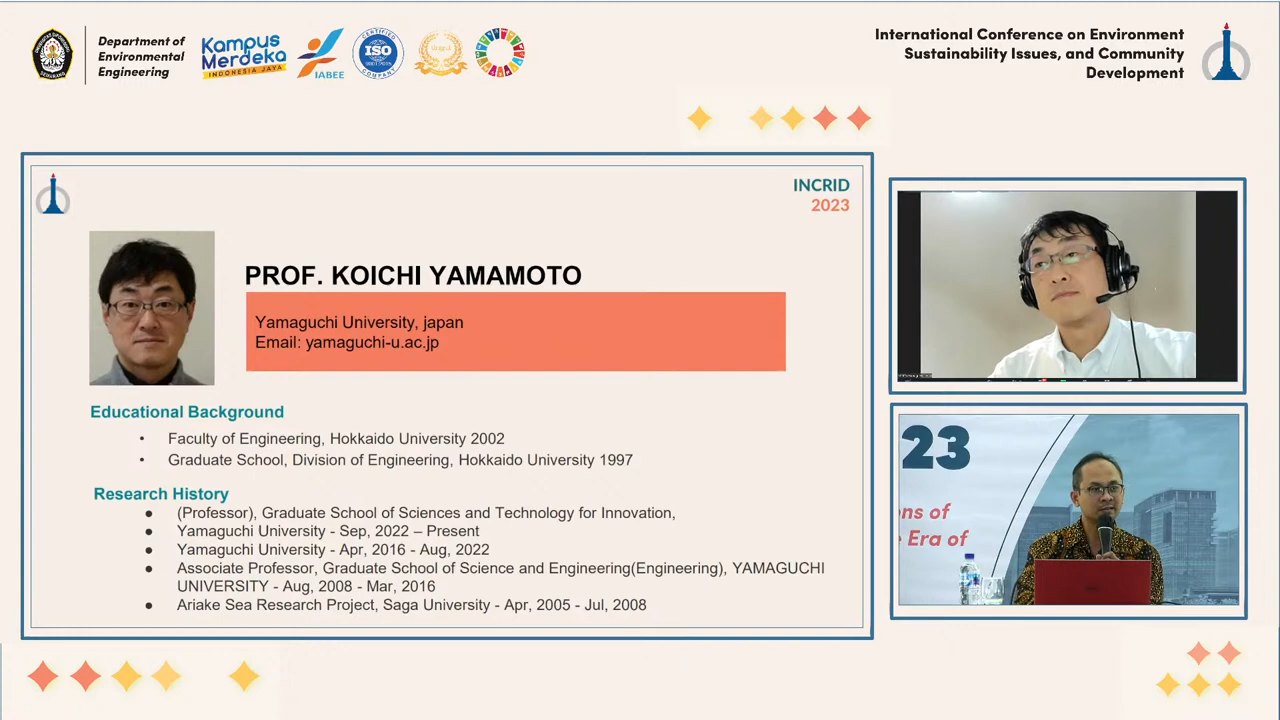 Department of
Environmental
Engineering
Kampus
Merdeka
INDONESIA JAYA
IABEE
CERTIFIED
ISO
COMPANY
International Conference on Environment
Sustainability Issues, and Community
Development
INCRID
2023
PROF. KOICHI YAMAMOTO
Yamaguchi University, japan
Email: yamaguchi-u.ac.jp
Educational Background
• Faculty of Engineering, Hokkaido University 2002
• Graduate School, Division of Engineering, Hokkaido University 1997
Research History
● (Professor), Graduate School of Sciences and Technology for Innovation,
● Yamaguchi University - Sep, 2022 – Present
● Yamaguchi University - Apr, 2016 - Aug, 2022
● Associate Professor, Graduate School of Science and Engineering(Engineering), YAMAGUCHI
UNIVERSITY - Aug, 2008 - Mar, 2016
● Ariake Sea Research Project, Saga University - Apr, 2005 - Jul, 2008
23
ns of
Era of